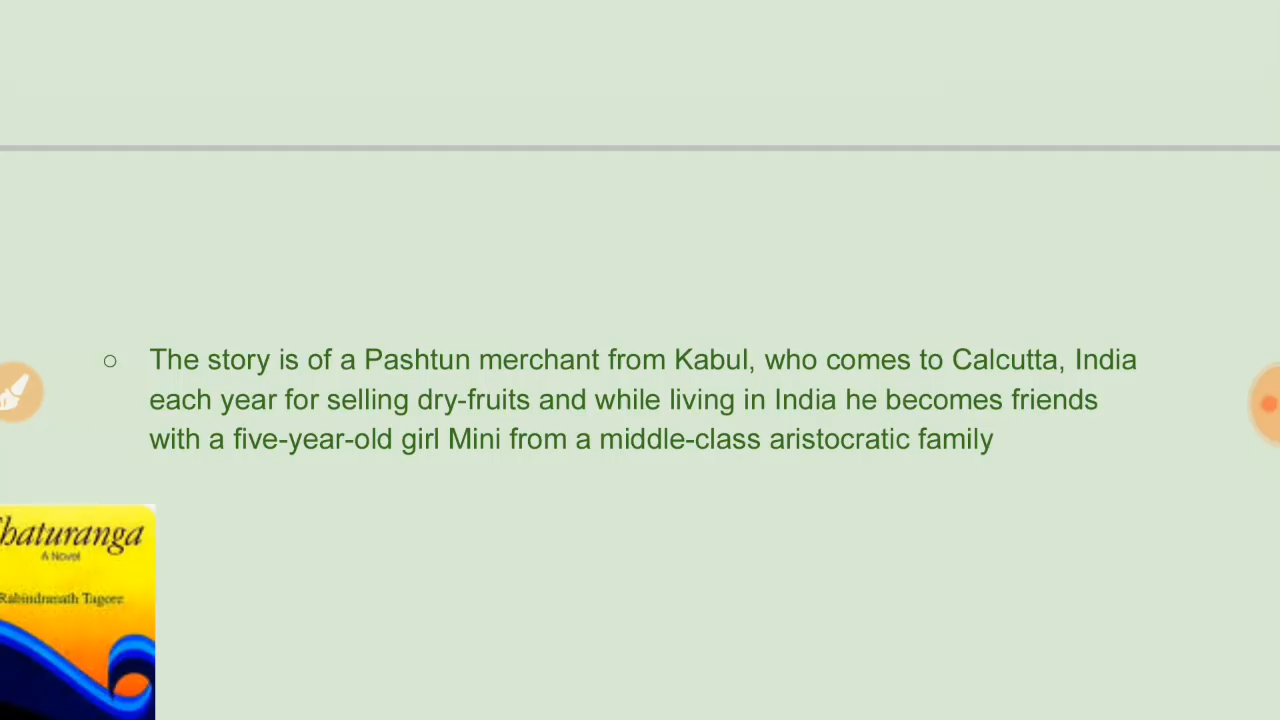 The story is of a Pashtun merchant from Kabul, who comes to Calcutta, India
each year for selling dry-fruits and while living in India he becomes friends
with a five-year-old girl Mini from a middle-class aristocratic family
haturanga
A Novel
Rabindranath Tagore